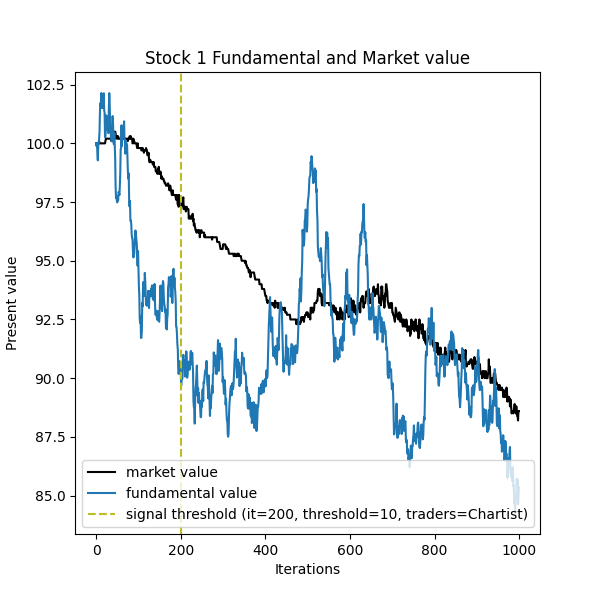 Stock 1 Fundamental and Market value
102.5
100.0
97.5
95.0
92.5
90.0
87.5
85.0
Present value
market value
fundamental value
signal threshold (it=200, threshold=10, traders=Chartist)
0 200 400 600 800 1000
Iterations